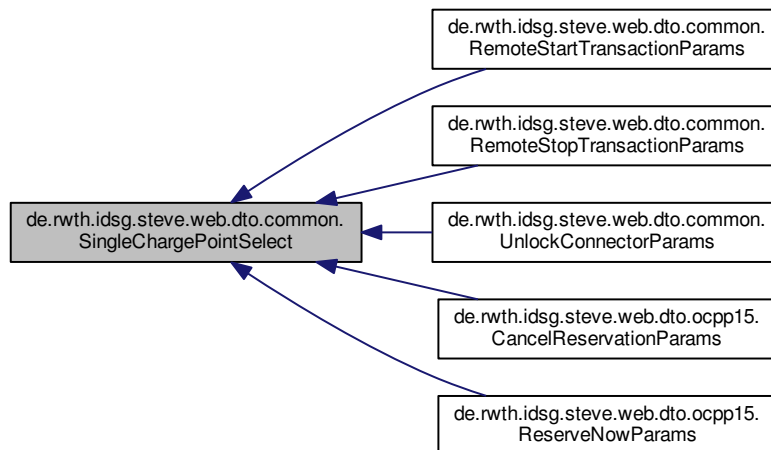 de.rwth.idsg.steve.web.dto.common.
RemoteStartTransactionParams
de.rwth.idsg.steve.web.dto.common.
RemoteStopTransactionParams
de.rwth.idsg.steve.web.dto.common.
SingleChargePointSelect
de.rwth.idsg.steve.web.dto.common.
UnlockConnectorParams
de.rwth.idsg.steve.web.dto.ocpp15.
CancelReservationParams
de.rwth.idsg.steve.web.dto.ocpp15.
ReserveNowParams